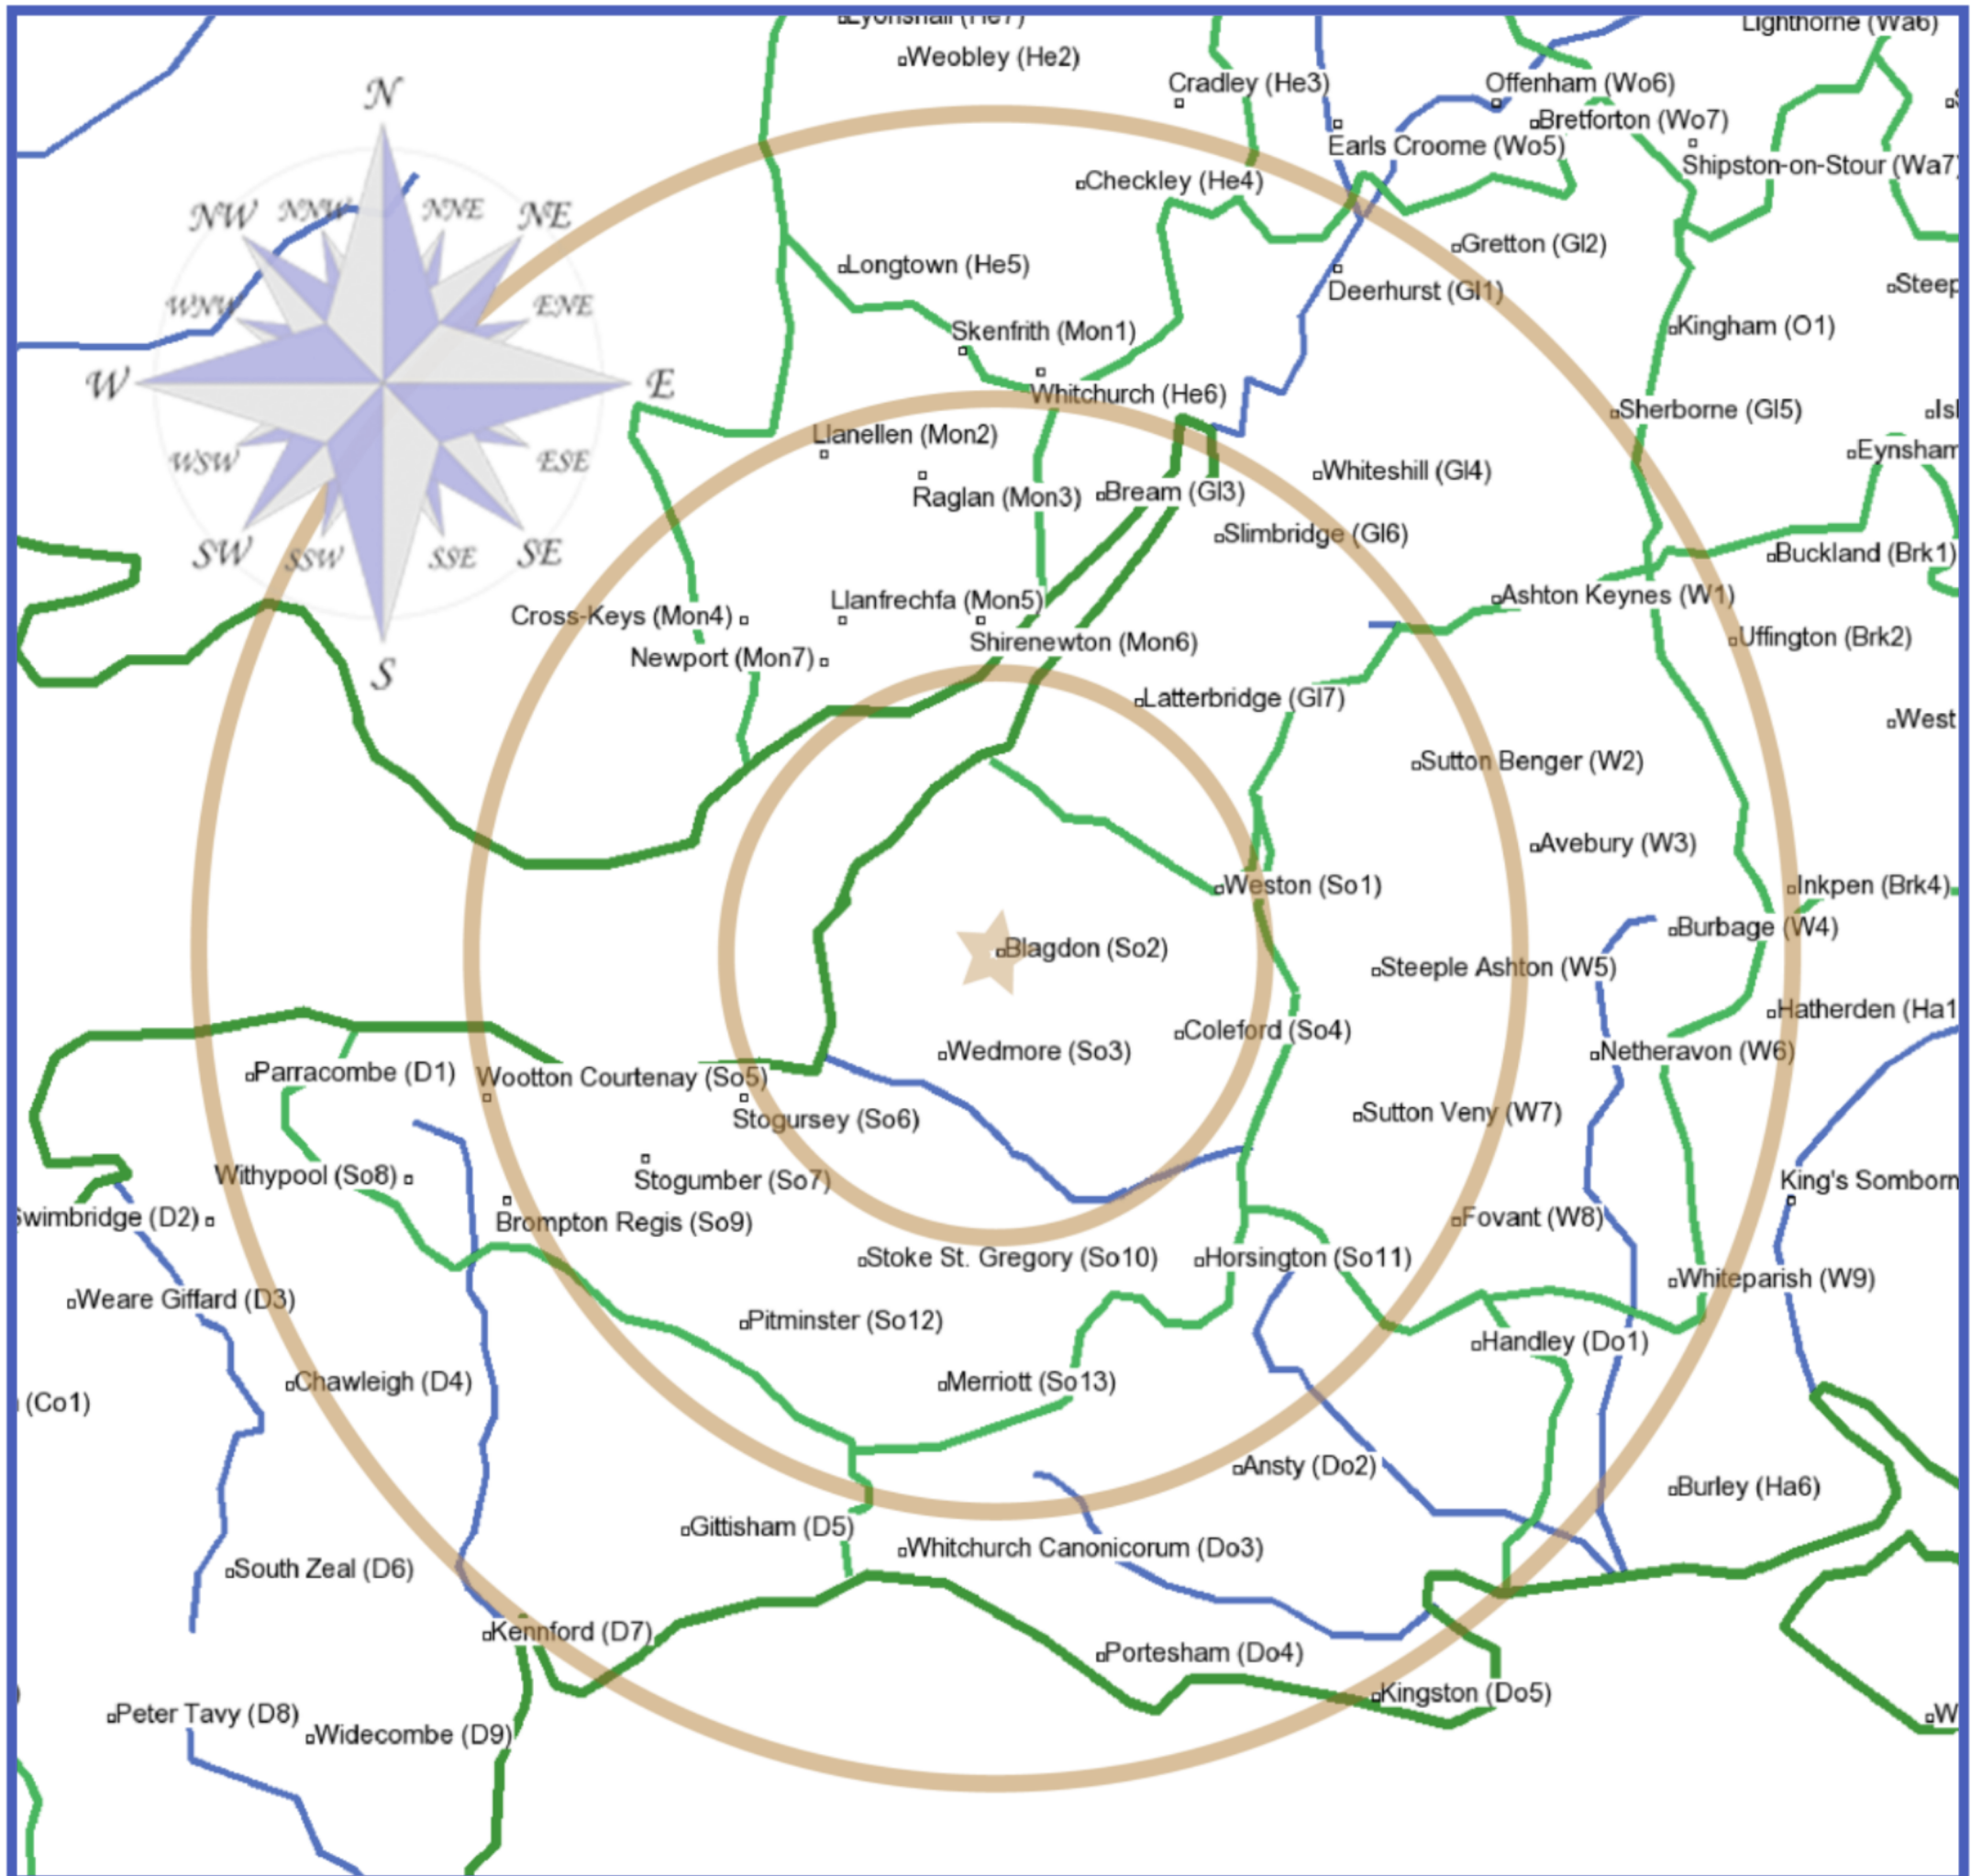 Lyonshall (He7)
Lighthorne (Wa6)
Weobley (He2)
Cradley (He3)
Offenham (Wo6)
N
Bretforton (Wo7)
Earls Croome (Wo5)
Shipston-on-Stour (Wa7)
Checkley (He4)
NW
NNW
NNE
NE
Gretton (Gl2)
Longtown (He5)
Deerhurst (Gl1)
Steep
WNW
ENE
Skenfrith (Mon1)
Kingham (O1)
W
E
Whitchurch (He6)
Sherborne (Gl5)
Isl
Llanellen (Mon2)
Eynsham
WSW
ESE
Whiteshill (Gl4)
Raglan (Mon3)
Bream (Gl3)
Slimbridge (Gl6)
SW
SSW
SSE
SE
Buckland (Brk1)
Ashton Keynes (W1)
Llanfrechfa (Mon5)
Cross-Keys (Mon4)
Uffington (Brk2)
Shirenewton (Mon6)
Newport (Mon7)
S
Latterbridge (Gl7)
West
Sutton Benger (W2)
Avebury (W3)
Weston (So1)
Inkpen (Brk4)
Burbage (W4)
Blagdon (So2)
Steeple Ashton (W5)
Hatherden (Ha1
Coleford (So4)
Wedmore (So3)
Netheravon (W6)
Parracombe (D1)
Wootton Courtenay (So5)
Sutton Veny (W7)
Stogursey (So6)
Withypool (So8)
Stogumber (So7)
King's Somborn
Swimbridge (D2)
Brompton Regis (So9)
Fovant (W8)
Stoke St. Gregory (So10)
Horsington (So11)
Whiteparish (W9)
Weare Giffard (D3)
Pitminster (So12)
Handley (Do1)
Chawleigh (D4)
Merriott (So13)
(Co1)
Ansty (Do2)
Burley (Ha6)
Gittisham (D5)
Whitchurch Canonicorum (Do3)
South Zeal (D6)
Kennford (D7)
Portesham (Do4)
Kingston (Do5)
Peter Tavy (D8)
W
Widecombe (D9)